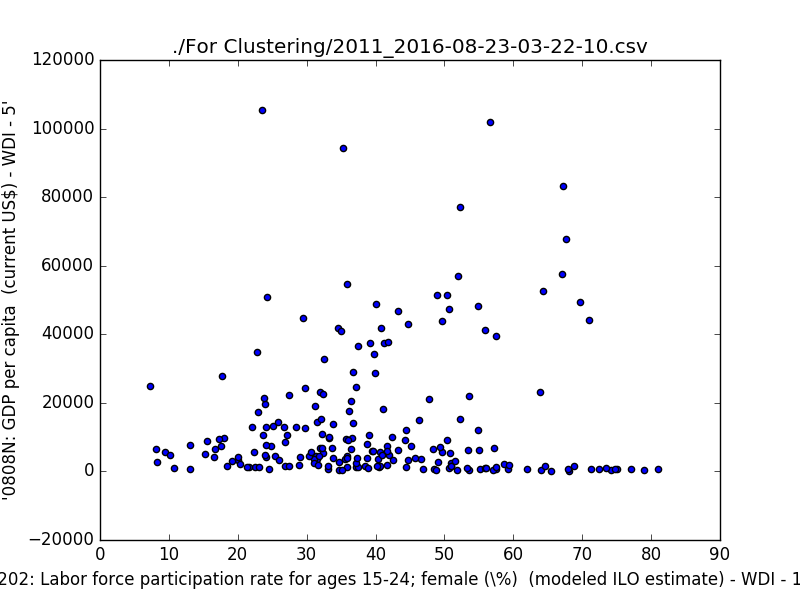 ./For Clustering/2011_2016-08-23-03-22-10.csv
120000
100000
80000
60000
40000
20000
0
−20000
'0808N: GDP per capita  (current US$) - WDI - 5'
0 10 20 30 40 50 60 70 80 90
202: Labor force participation rate for ages 15-24; female (\%)  (modeled ILO estimate) - WDI - 1